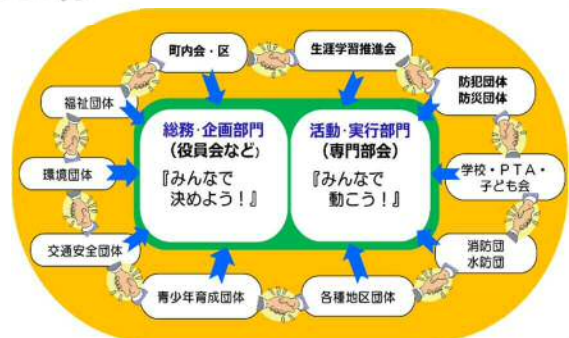 町内会・区
生涯学習推進会
防犯団体
防災団体
福祉団体
総務・企画部門
(役員会など)
『みんなで
決めよう！』
活動・実行部門
(専門部会)
『みんなで
動こう！』
環境団体
学校・ＰＴＡ・
子ども会
交通安全団体
消防団
水防団
青少年育成団体
各種地区団体